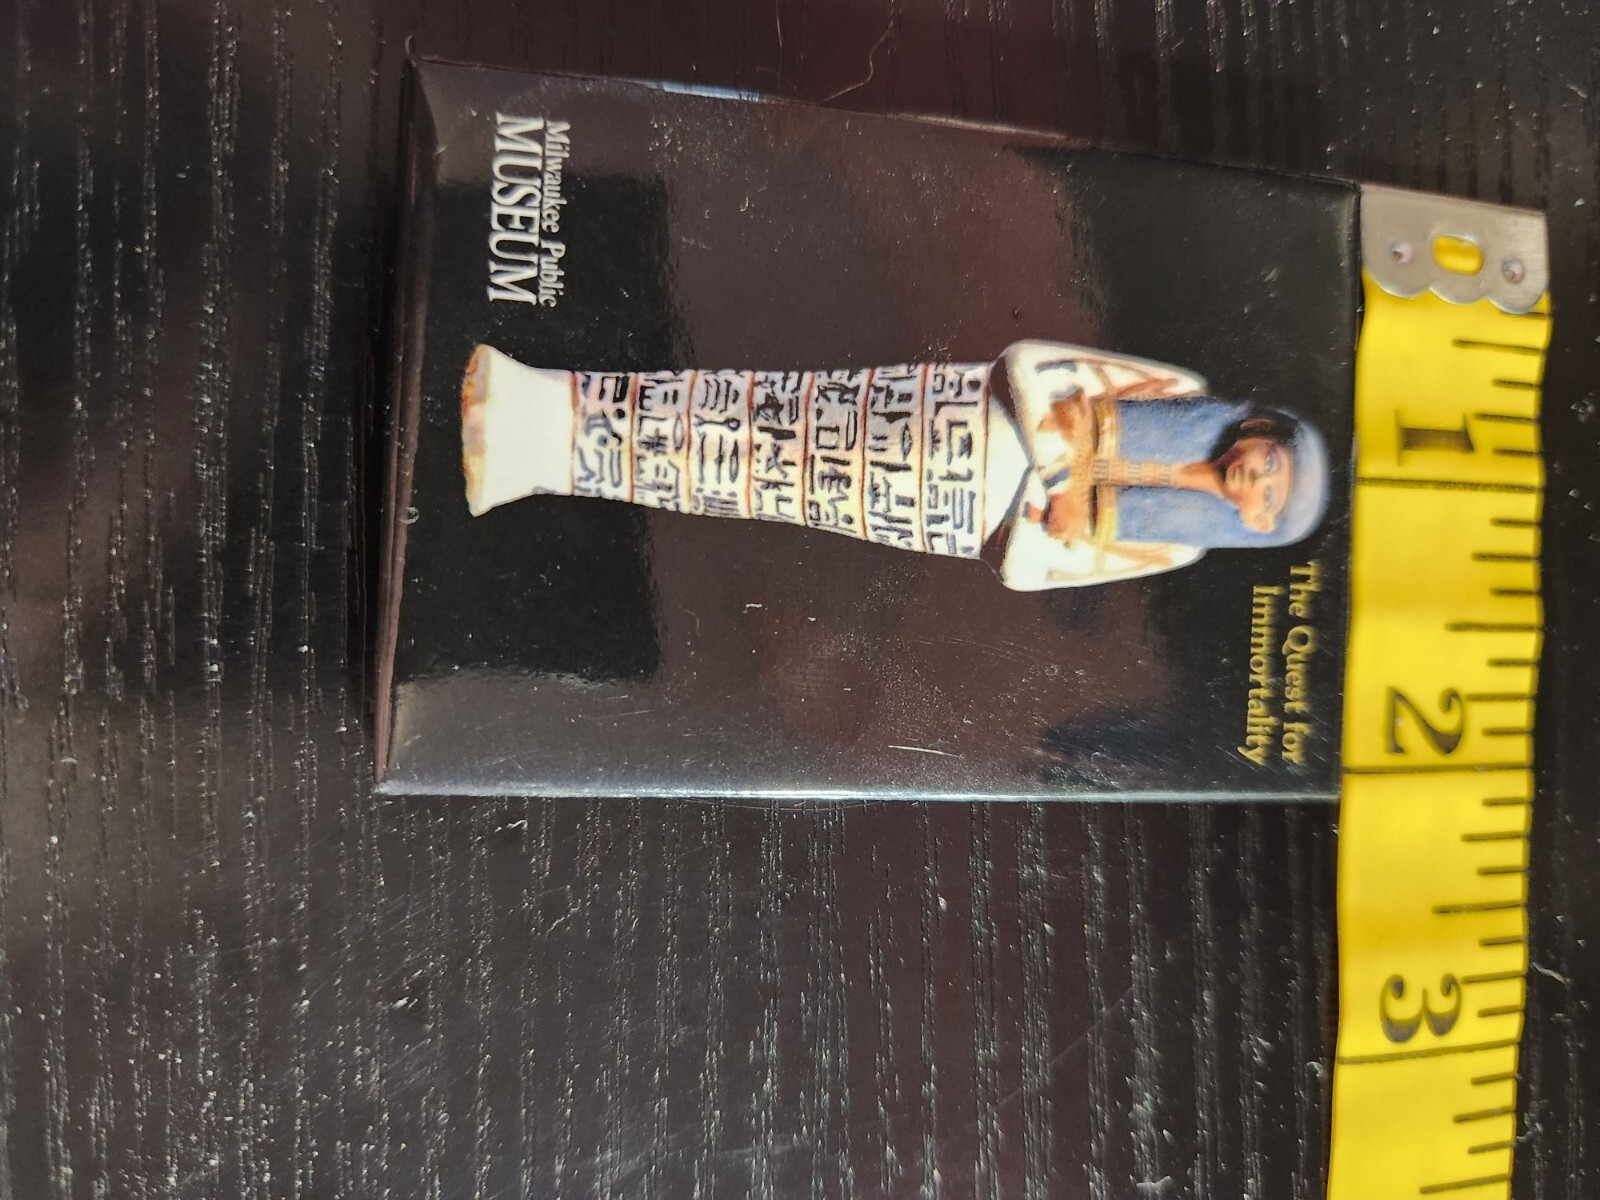 The Quest for
Immortality
Milwaukee Public
MUSEUM
1
2
3